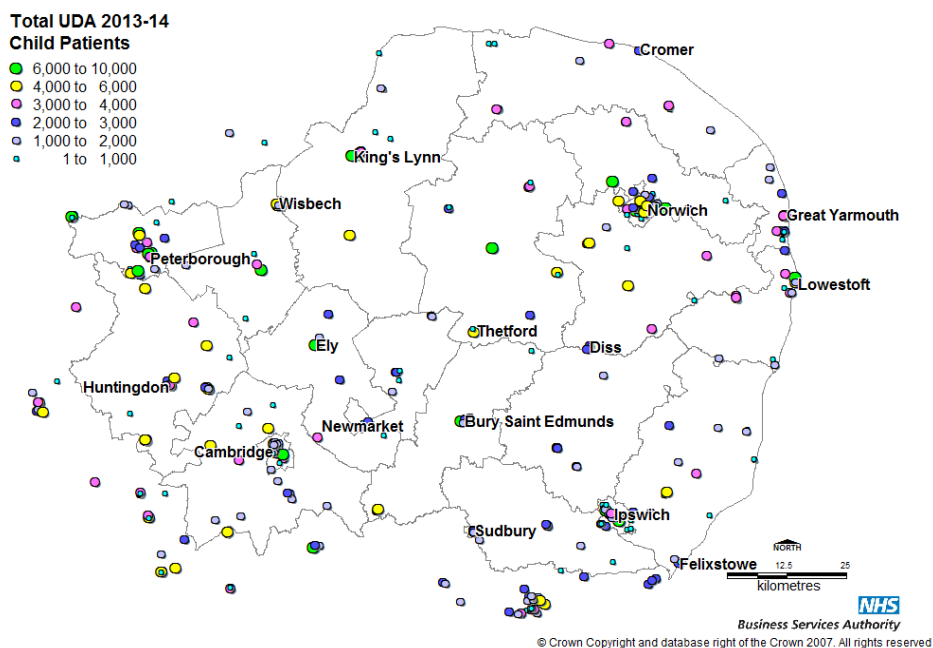 Total UDA 2013-14
Child Patients
6,000 to 10,000
4,000 to 6,000
3,000 to 4,000
2,000 to 3,000
1,000 to 2,000
1 to 1,000
Cromer
King's Lynn
Wisbech
Norwich
Great Yarmouth
Peterborough
Lowestoft
Thetford
Ely
Diss
Huntingdon
Newmarket
Bury Saint Edmunds
Cambridge
Ipswich
Sudbury
Felixstowe
NORTH
12.5 25
kilometres
NHS
Business Services Authority
© Crown Copyright and database right of the Crown 2007. All rights reserved